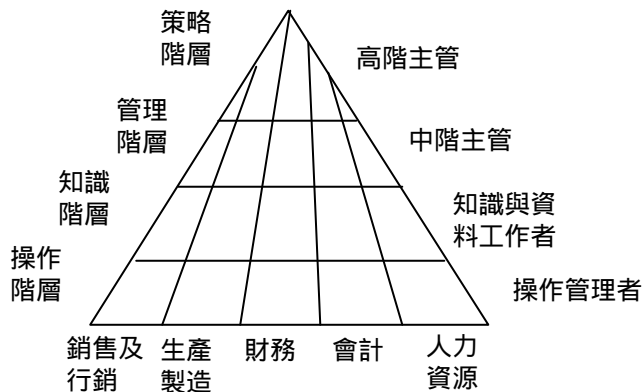 策略
階層
高階主管
管理
階層
中階主管
知識
階層
知識與資
料工作者
操作
階層
操作管理者
銷售及
行銷
生產
製造
財務
會計
人力
資源